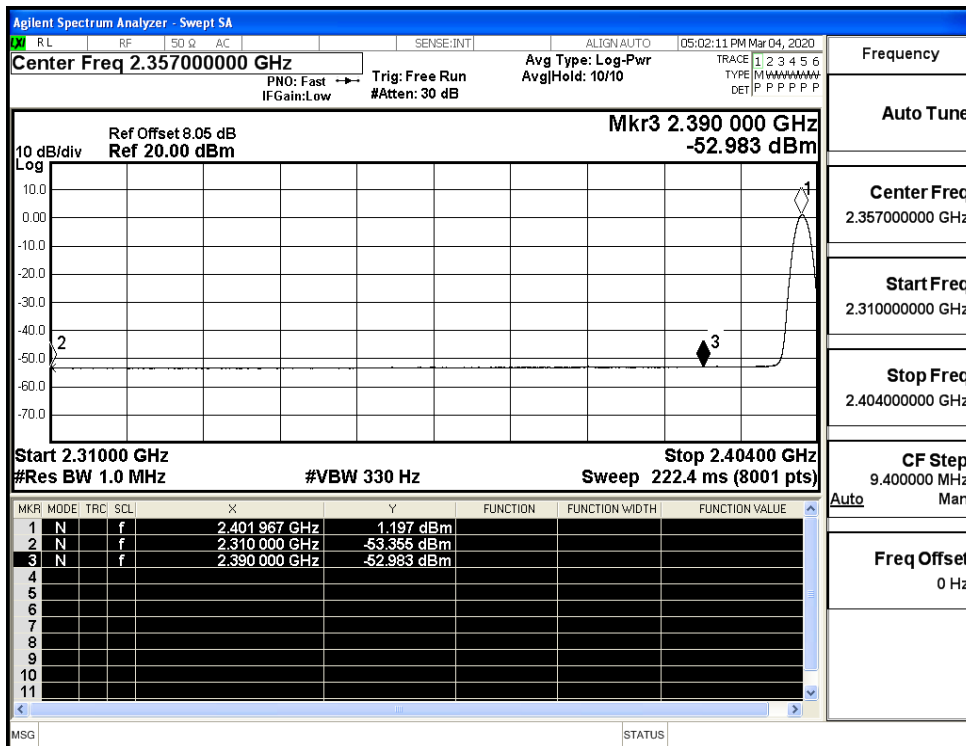 Agilent Spectrum Analyzer - Swept SA
LXI RL RF 50 Ω AC SENSE:INT ALIGN AUTO 05:02:11 PM Mar 04, 2020
Center Freq 2.357000000 GHz
PNO: Fast
IFGain:Low
Trig: Free Run
#Atten: 30 dB
Avg Type: Log-Pwr
Avg|Hold: 10/10
TRACE 1 2 3 4 5 6
TYPE M WWWWW
DET P P P P P P
Frequency
Auto Tune
Center Freq
2.357000000 GHz
Start Freq
2.310000000 GHz
Stop Freq
2.404000000 GHz
CF Step
9.400000 MHz
Auto Man
Freq Offset
0 Hz
Mkr3 2.390 000 GHz
-52.983 dBm
Ref Offset 8.05 dB
10 dB/div Ref 20.00 dBm
Log
10.0
0.00
-10.0
-20.0
-30.0
-40.0
-50.0
-60.0
-70.0
1
2
3
Start 2.31000 GHz Stop 2.40400 GHz
#Res BW 1.0 MHz #VBW 330 Hz Sweep 222.4 ms (8001 pts)
MKR MODE TRC SCL X Y FUNCTION FUNCTION WIDTH FUNCTION VALUE
1 N f 2.401 967 GHz 1.197 dBm
2 N f 2.310 000 GHz -53.355 dBm
3 N f 2.390 000 GHz -52.983 dBm
4
5
6
7
8
9
10
11
MSG STATUS